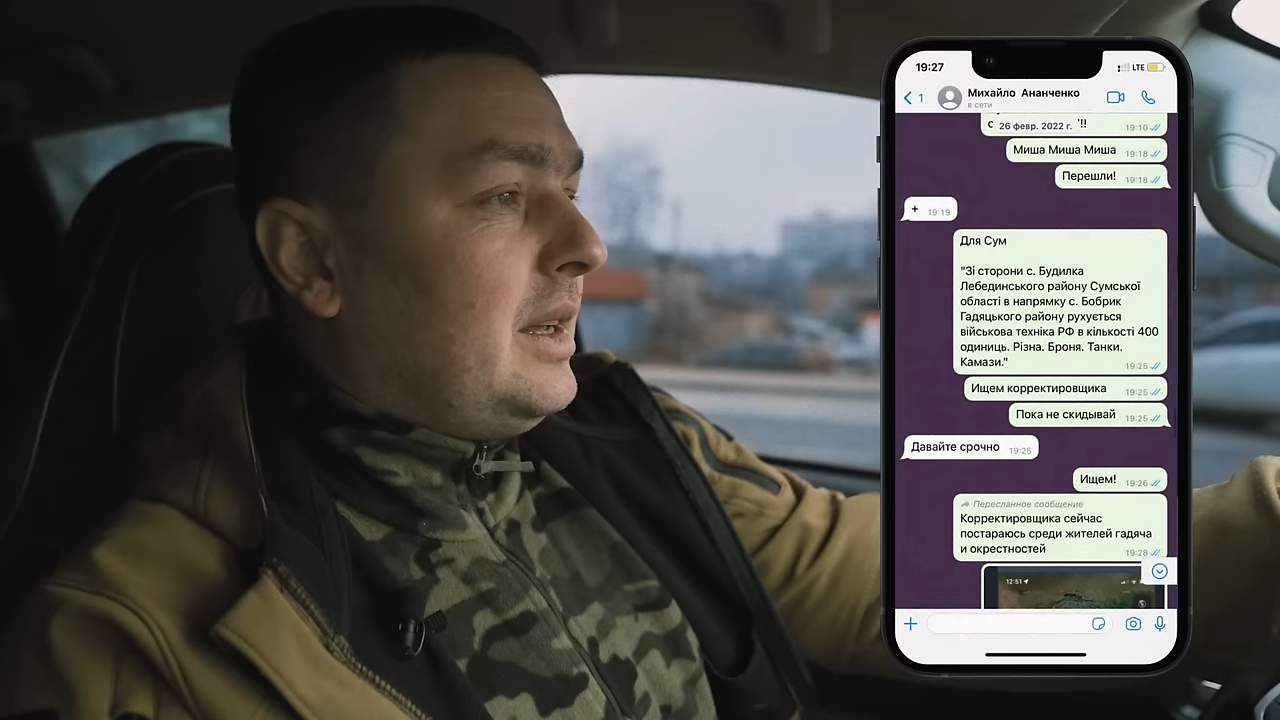 19:27
LTE
1
Михайло Ананченко
в сети
26 февр. 2022 г.
19:10
Миша Миша Миша
19:18
Перешли!
19:18
+
19:19
Для Сум
"Зі сторони с. Будилка
Лебединського району Сумської
області в напрямку с. Бобрик
Гадяцького району рухується
військова техніка РФ в кількості 400
одиниць. Різна. Броня. Танки.
Камази."
19:25
Ищем корректировщика
19:25
Пока не скидывай
19:25
Давайте срочно
19:25
Ищем!
19:26
Пересланное сообщение
Корректировщика сейчас
постараюсь среди жителей гадяча
и окрестностей
19:28
12:51